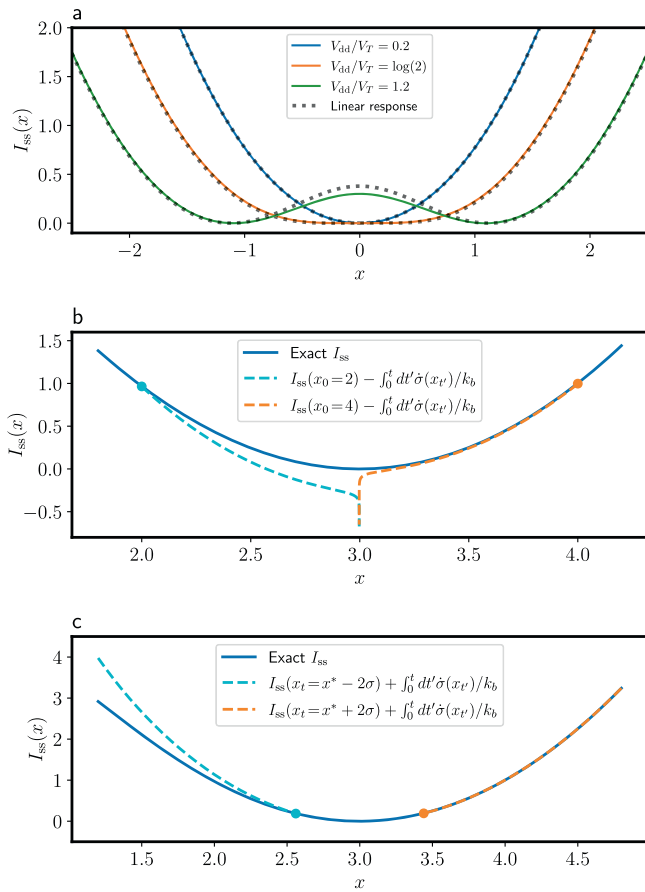 a
2.0
1.5
1.0
0.5
0.0
I_ss(x)
V_dd/V_T = 0.2
V_dd/V_T = log(2)
V_dd/V_T = 1.2
Linear response
−2 −1 0 1 2
x
b
1.5
1.0
0.5
0.0
−0.5
I_ss(x)
Exact I_ss
I_ss(x_0=2) − ∫_0^t dt′σ̇(x_t′)/k_b
I_ss(x_0=4) − ∫_0^t dt′σ̇(x_t′)/k_b
2.0 2.5 3.0 3.5 4.0
x
c
4
3
2
1
0
I_ss(x)
Exact I_ss
I_ss(x_t=x* − 2σ) + ∫_0^t dt′σ̇(x_t′)/k_b
I_ss(x_t=x* + 2σ) + ∫_0^t dt′σ̇(x_t′)/k_b
1.5 2.0 2.5 3.0 3.5 4.0 4.5
x